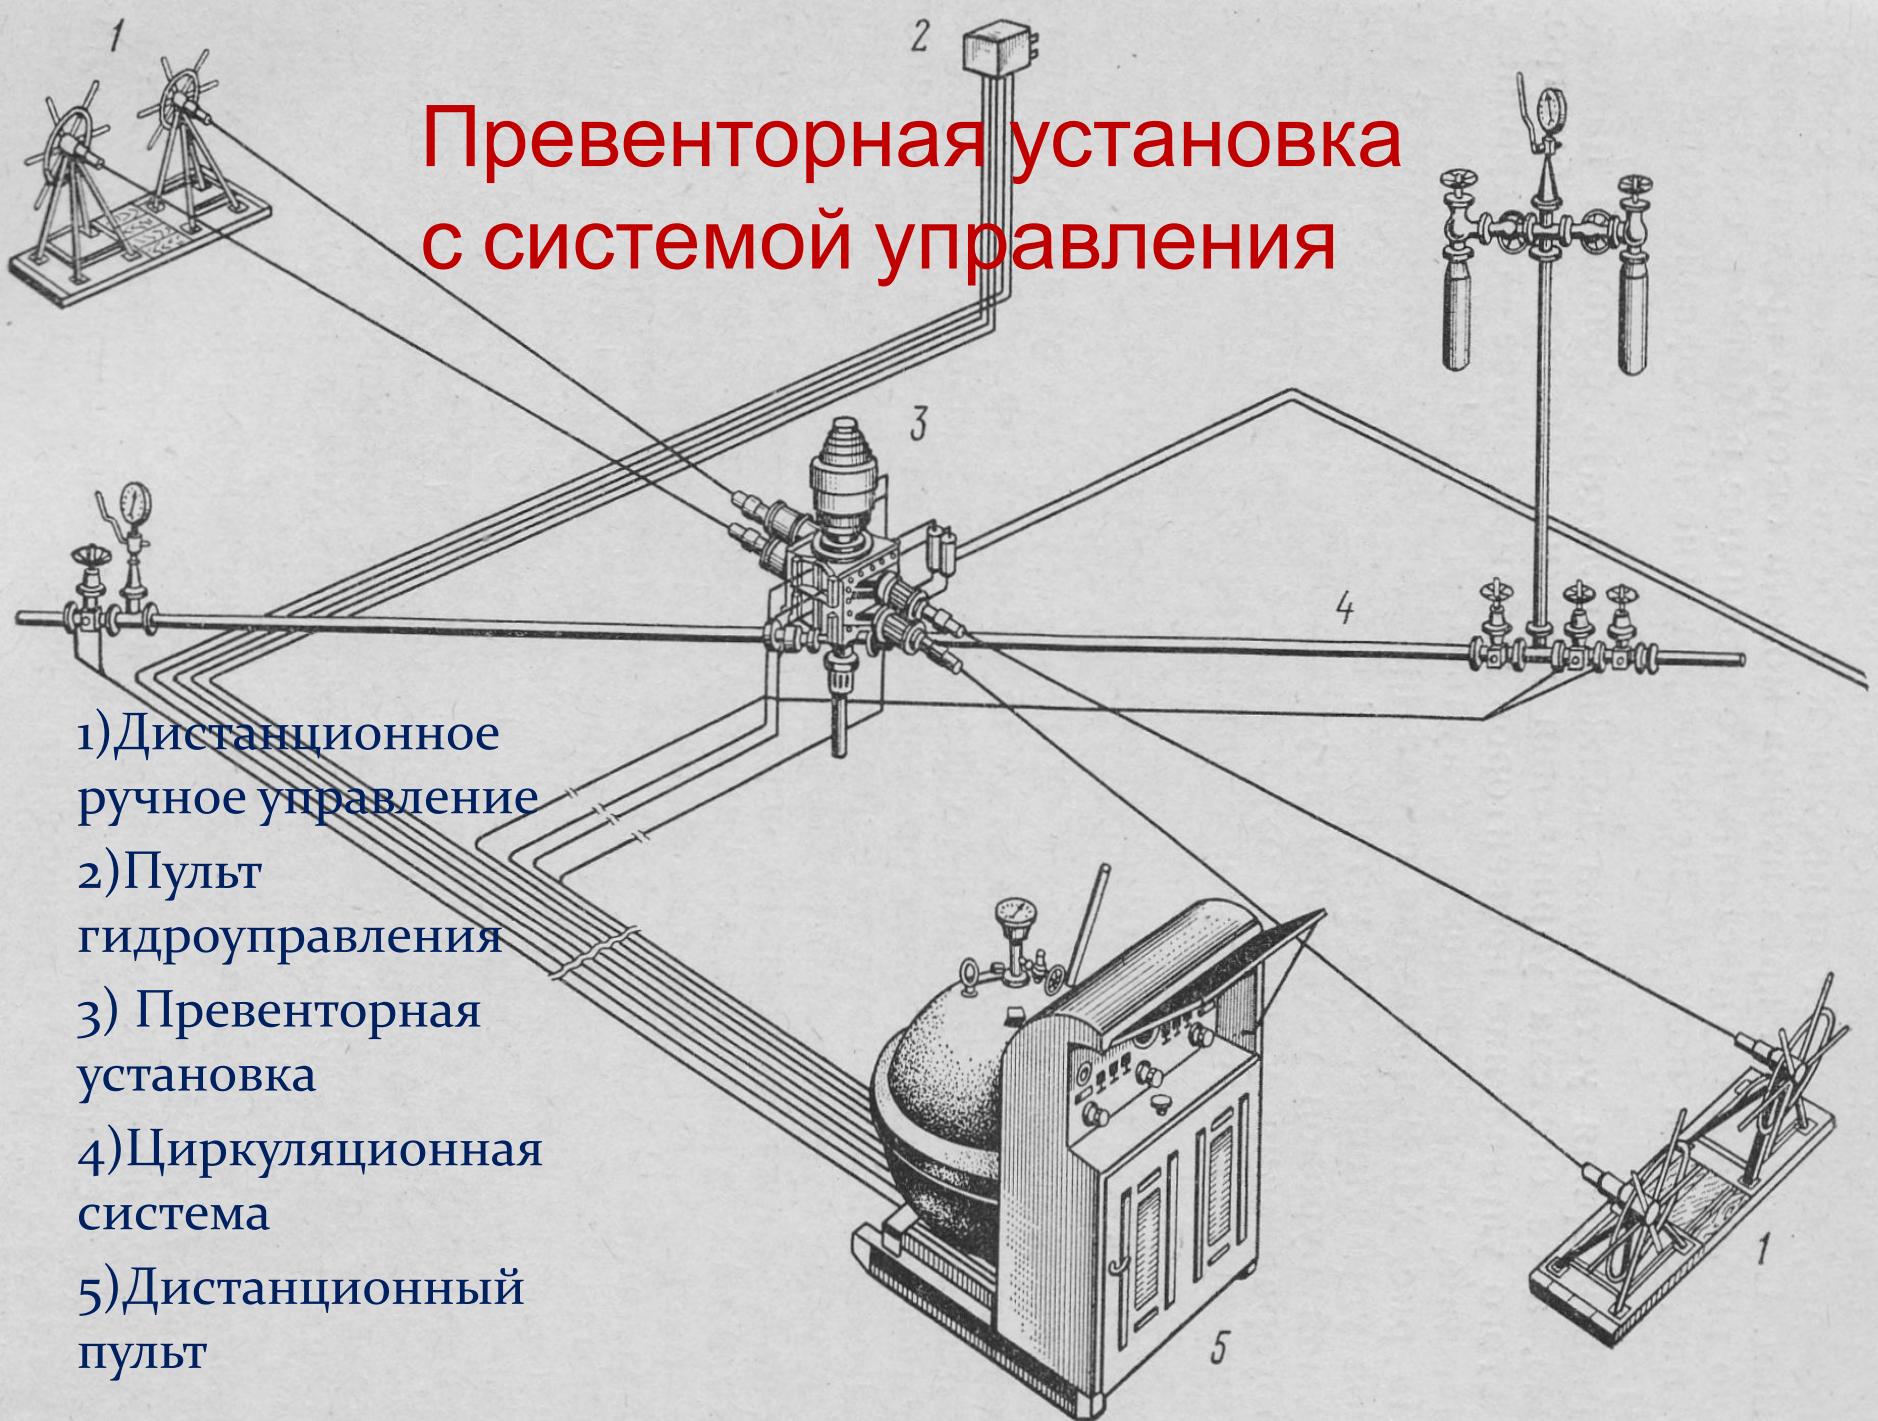 1
2
Превенторная установка
с системой управления
3
4
1)Дистанционное
ручное управление
2)Пульт
гидроуправления
3) Превенторная
установка
4)Циркуляционная
система
5)Дистанционный
пульт
1
5